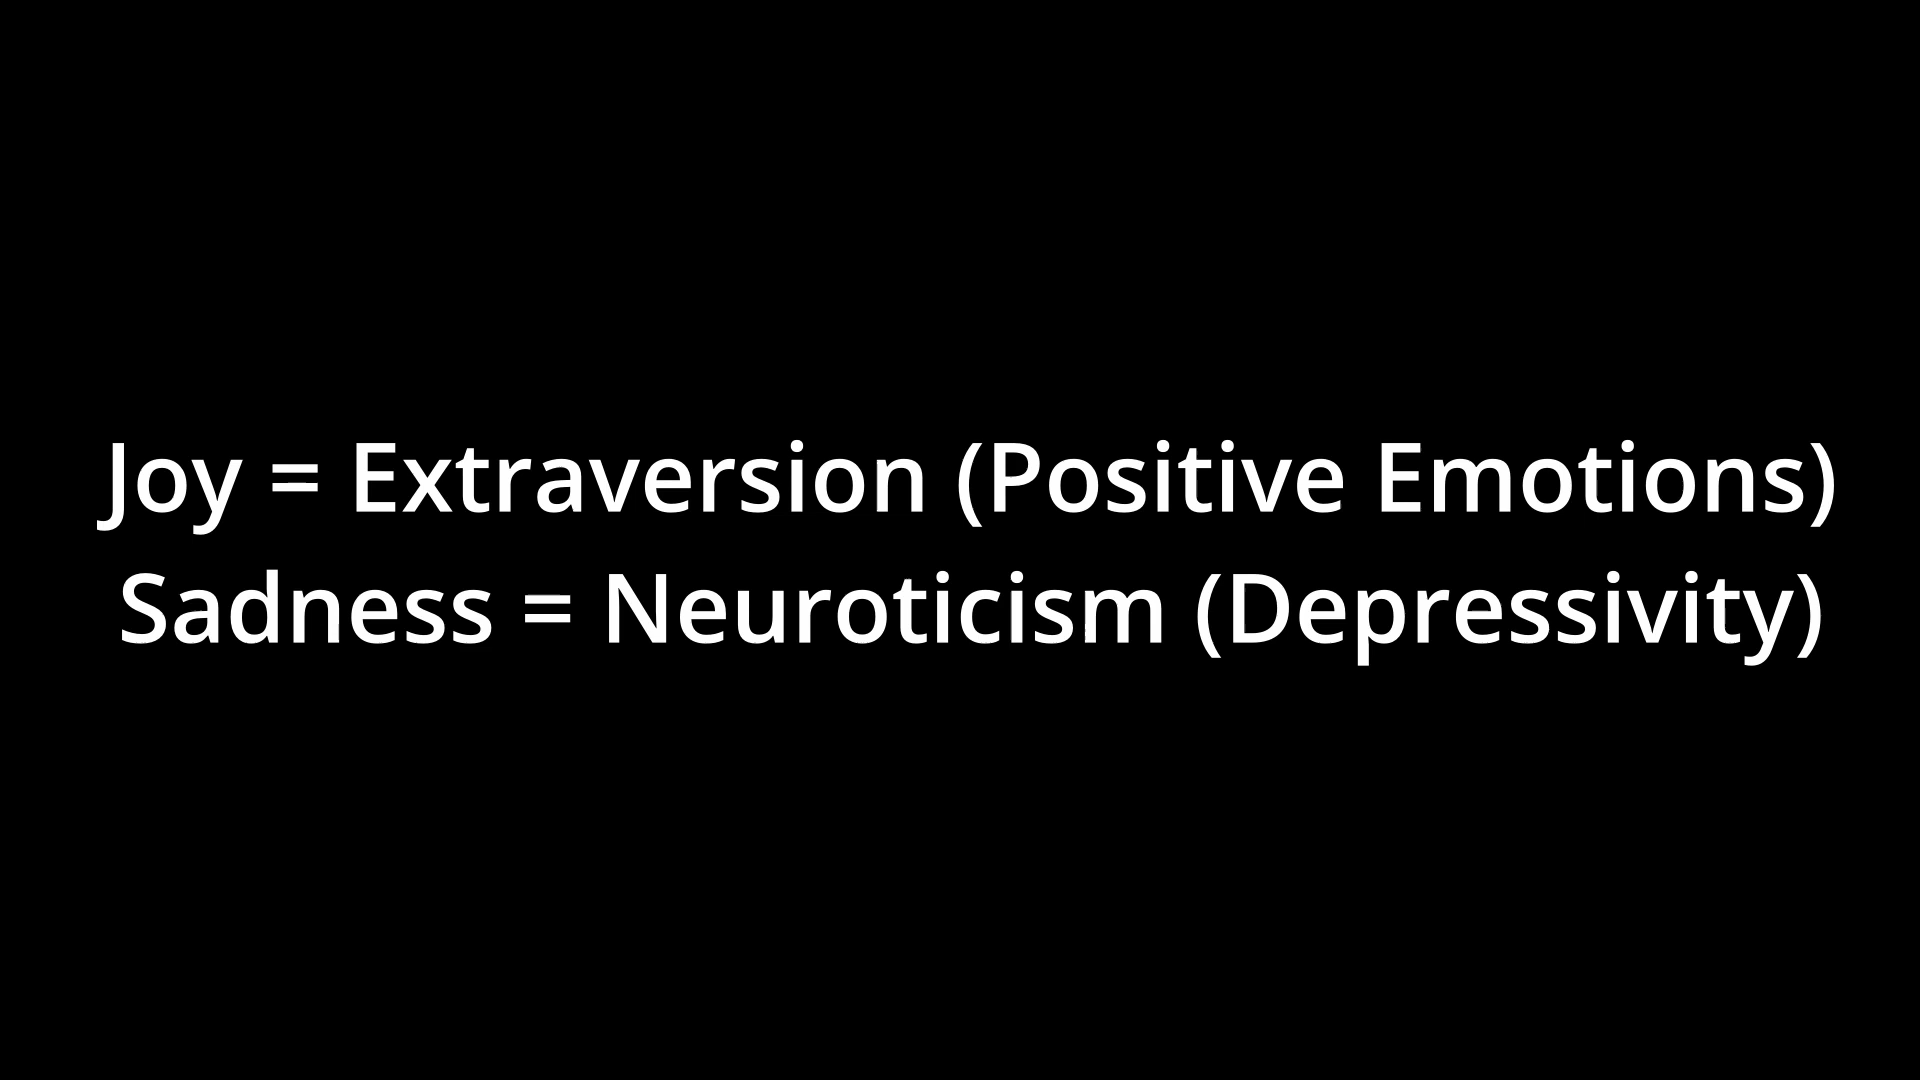 Joy = Extraversion (Positive Emotions)
Sadness = Neuroticism (Depressivity)